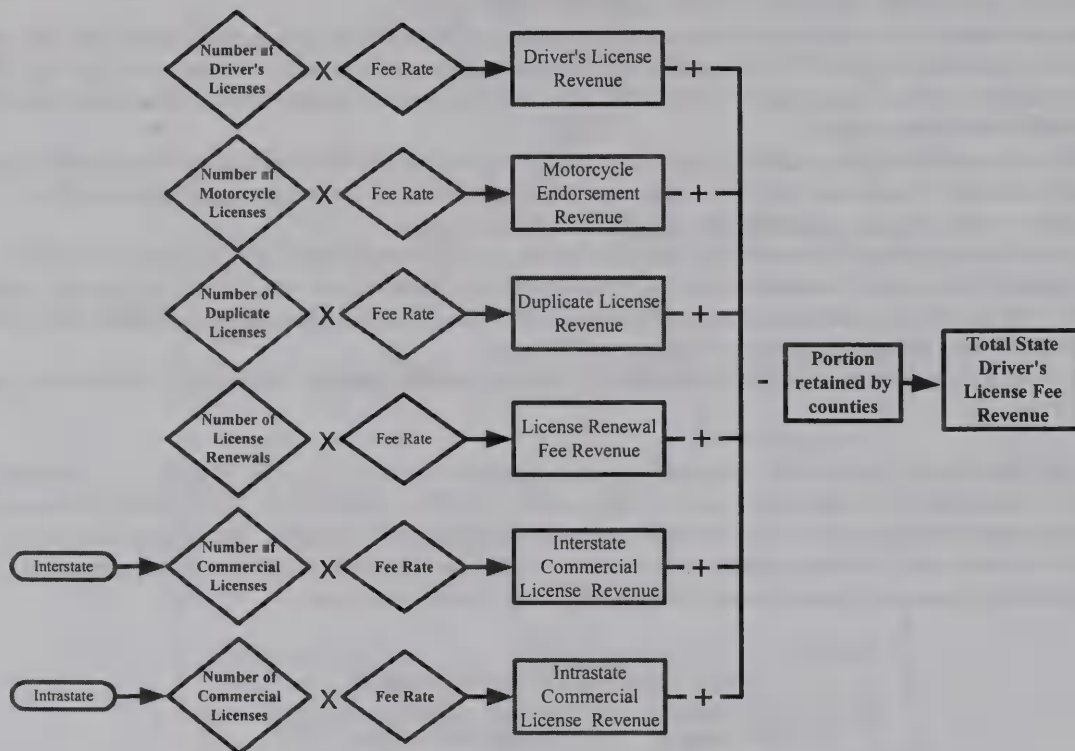 Number of
Driver's
Licenses
X
Fee Rate
Driver's License
Revenue
+
Number of
Motorcycle
Licenses
X
Fee Rate
Motorcycle
Endorsement
Revenue
+
Number of
Duplicate
Licenses
X
Fee Rate
Duplicate License
Revenue
+
-
Portion
retained by
counties
Total State
Driver's
License Fee
Revenue
Number of
License
Renewals
X
Fee Rate
License Renewal
Fee Revenue
+
Interstate
Number of
Commercial
Licenses
X
Fee Rate
Interstate
Commercial
License Revenue
+
Intrastate
Number of
Commercial
Licenses
X
Fee Rate
Intrastate
Commercial
License Revenue
+